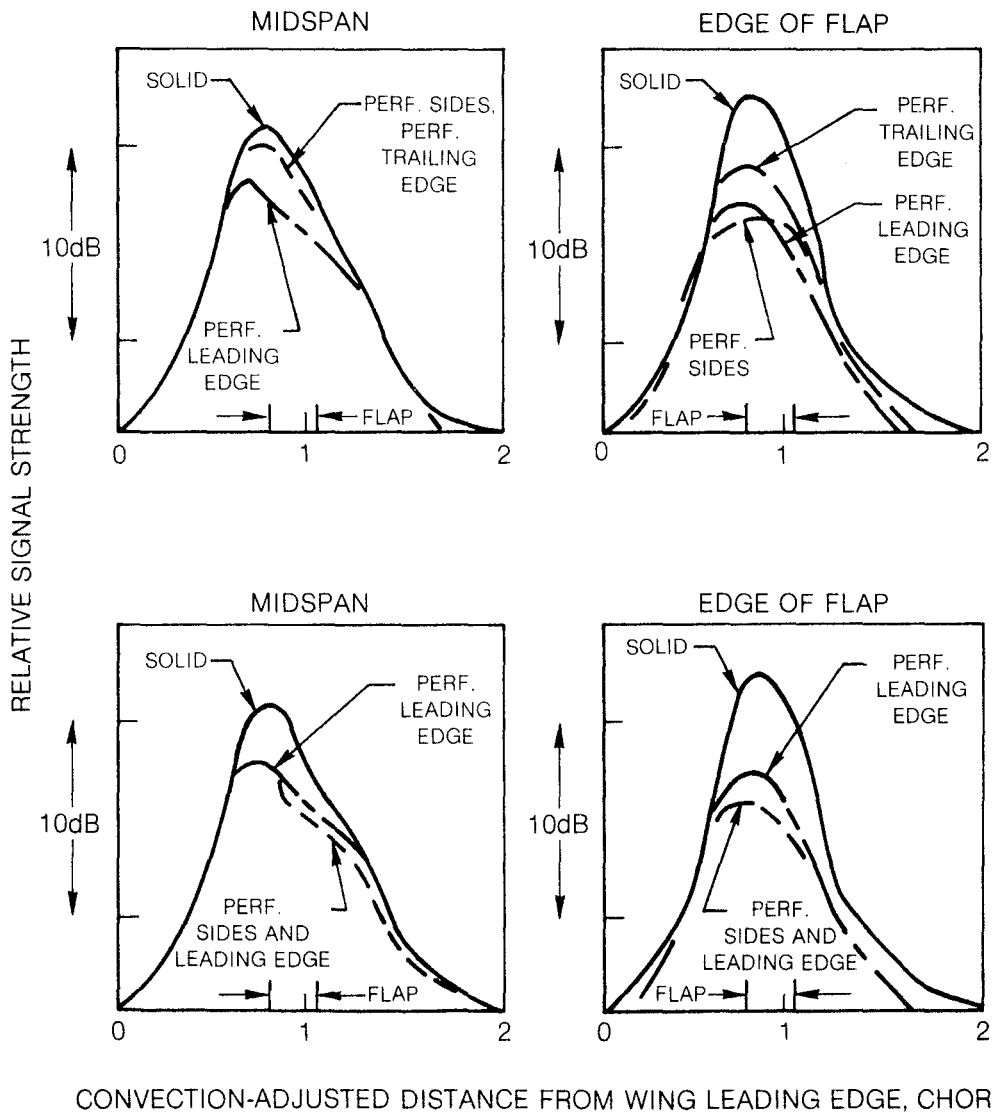 MIDSPAN
SOLID
PERF. SIDES,
PERF.
TRAILING
EDGE
10dB
PERF.
LEADING
EDGE
FLAP
0 1 2
EDGE OF FLAP
SOLID
PERF.
TRAILING
EDGE
PERF.
LEADING
EDGE
10dB
PERF.
SIDES
FLAP
0 1 2
RELATIVE SIGNAL STRENGTH
MIDSPAN
SOLID
PERF.
LEADING
EDGE
10dB
PERF.
SIDES AND
LEADING EDGE
FLAP
0 1 2
EDGE OF FLAP
SOLID
PERF.
LEADING
EDGE
10dB
PERF.
SIDES AND
LEADING EDGE
FLAP
0 1 2
CONVECTION-ADJUSTED DISTANCE FROM WING LEADING EDGE, CHOR